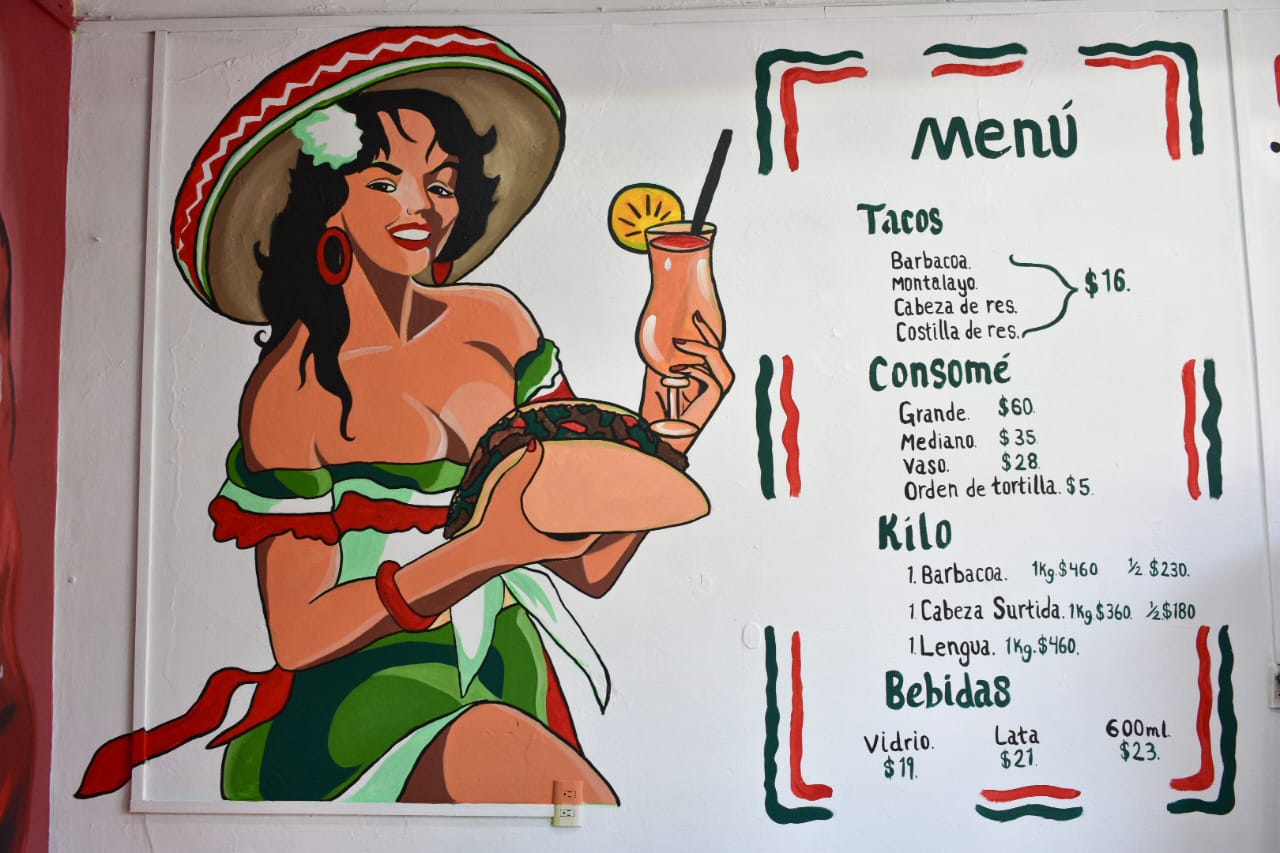 Menú
Tacos
Barbacoa.
Montalayo.
Cabeza de res.
Costilla de res.
$16.
Consomé
Grande. $60.
Mediano. $35
Vaso. $28.
Orden de tortilla. $5.
Kilo
1. Barbacoa. 1Kg. $460 ½ $230.
1. Cabeza Surtida. 1Kg $360 ½ $180
1. Lengua. 1Kg. $460.
Bebidas
Vidrio. Lata 600ml.
$19. $21. $23.